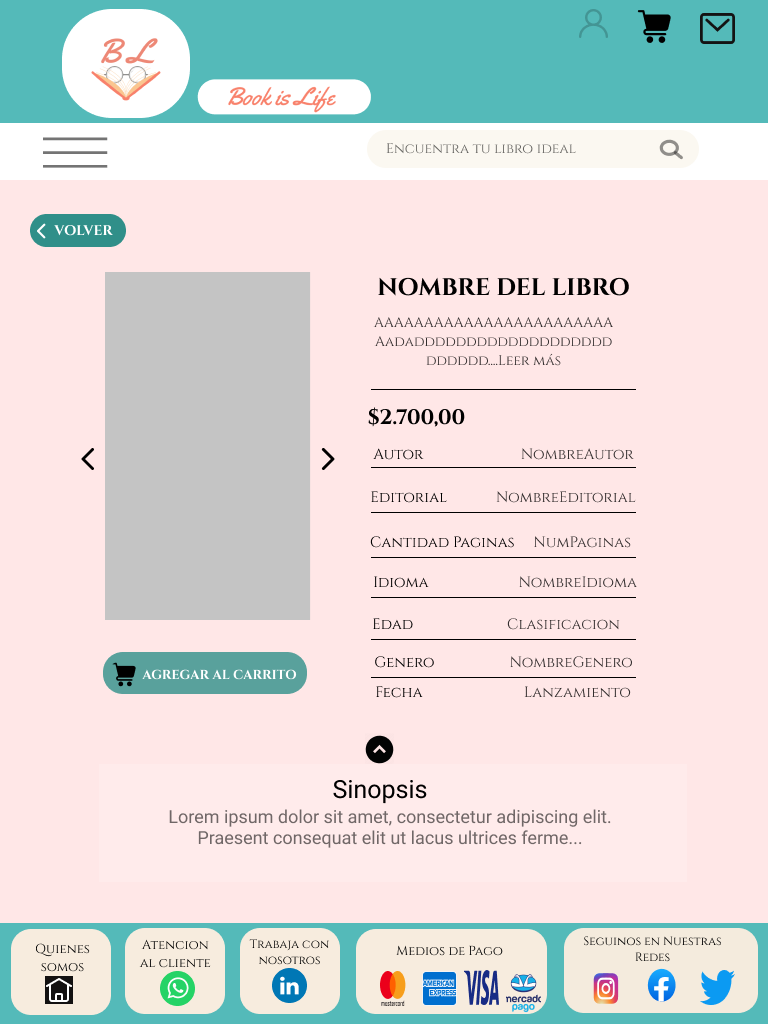 B L
Book is Life
Encuentra tu libro ideal
VOLVER
NOMBRE DEL LIBRO
AAAAAAAAAAAAAAAAAAAAAAAA
AADADDDDDDDDDDDDDDDDDDD
DDDDDD....Leer más
$2.700,00
Autor NombreAutor
Editorial NombreEditorial
Cantidad Paginas NumPaginas
Idioma NombreIdioma
Edad Clasificacion
Genero NombreGenero
Fecha Lanzamiento
AGREGAR AL CARRITO
Sinopsis
Lorem ipsum dolor sit amet, consectetur adipiscing elit.
Praesent consequat elit ut lacus ultrices ferme...
Quienes
somos
Atencion
al cliente
Trabaja con
nosotros
in
Medios de Pago
mastercard
AMERICAN
EXPRESS
VISA
mercado
pago
Seguinos en Nuestras
Redes